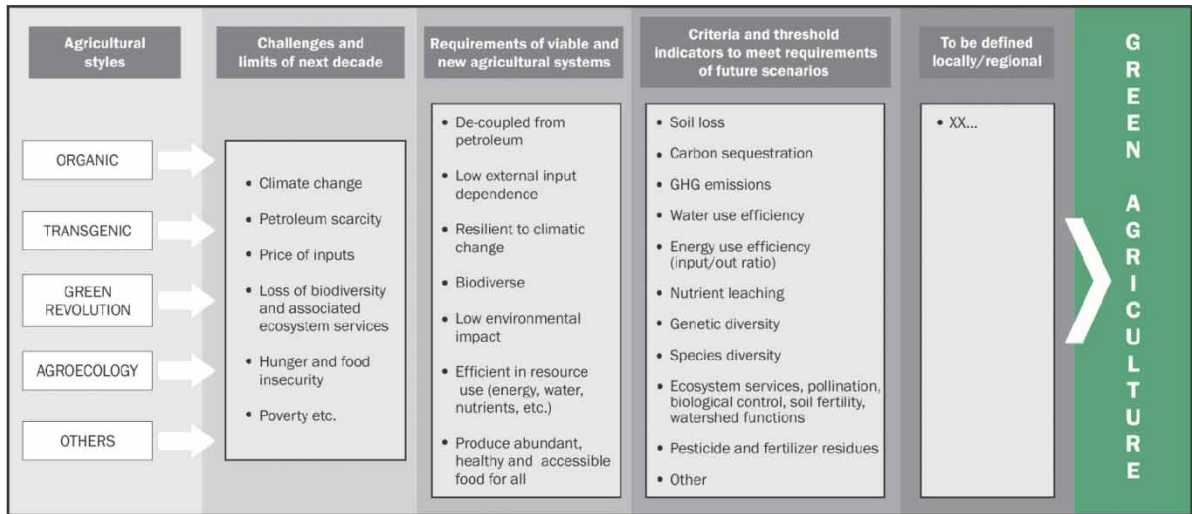 Agricultural
styles
ORGANIC
TRANSGENIC
GREEN
REVOLUTION
AGROECOLOGY
OTHERS
Challenges and
limits of next decade
• Climate change
• Petroleum scarcity
• Price of inputs
• Loss of biodiversity
and associated
ecosystem services
• Hunger and food
insecurity
• Poverty etc.
Requirements of viable and
new agricultural systems
• De-coupled from
petroleum
• Low external input
dependence
• Resilient to climatic
change
• Biodiverse
• Low environmental
impact
• Efficient in resource
use (energy, water,
nutrients, etc.)
• Produce abundant,
healthy and accessible
food for all
Criteria and threshold
indicators to meet requirements
of future scenarios
• Soil loss
• Carbon sequestration
• GHG emissions
• Water use efficiency
• Energy use efficiency
(input/out ratio)
• Nutrient leaching
• Genetic diversity
• Species diversity
• Ecosystem services, pollination,
biological control, soil fertility,
watershed functions
• Pesticide and fertilizer residues
• Other
To be defined
locally/regional
• XX...
GREEN AGRICULTURE